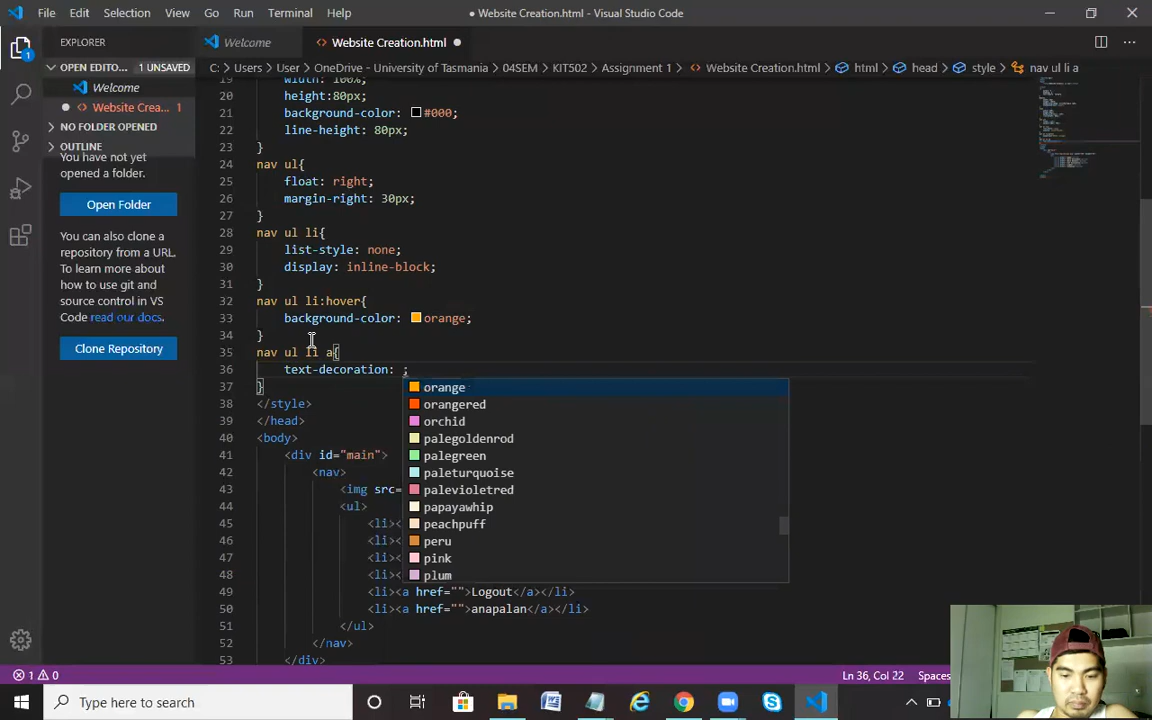 File Edit Selection View Go Run Terminal Help
● Website Creation.html - Visual Studio Code
EXPLORER
Welcome
Website Creation.html ●
OPEN EDITO... 1 UNSAVED
Welcome
● Website Crea... 1
NO FOLDER OPENED
OUTLINE
You have not yet
opened a folder.
Open Folder
You can also clone a
repository from a URL.
To learn more about
how to use git and
source control in VS
Code read our docs.
Clone Repository
C: > Users > User > OneDrive - University of Tasmania > 04SEM > KIT502 > Assignment 1 > Website Creation.html > html > head > style > nav ul li a
19 width: 100%;
20 height:80px;
21 background-color: #000;
22 line-height: 80px;
23 }
24 nav ul{
25 float: right;
26 margin-right: 30px;
27 }
28 nav ul li{
29 list-style: none;
30 display: inline-block;
31 }
32 nav ul li:hover{
33 background-color: orange;
34 }
35 nav ul li a{
36 text-decoration: ;
37 }
38 </style>
39 </head>
40 <body>
41 <div id="main">
42 <nav>
43 <img src=
44 <ul>
45 <li><
46 <li><
47 <li><
48 <li><
49 <li><a href="">Logout</a></li>
50 <li><a href="">anapalan</a></li>
51 </ul>
52 </nav>
53 </div>
orange
orangered
orchid
palegoldenrod
palegreen
paleturquoise
palevioletred
papayawhip
peachpuff
peru
pink
plum
1 0
Ln 36, Col 22 Spaces
Type here to search